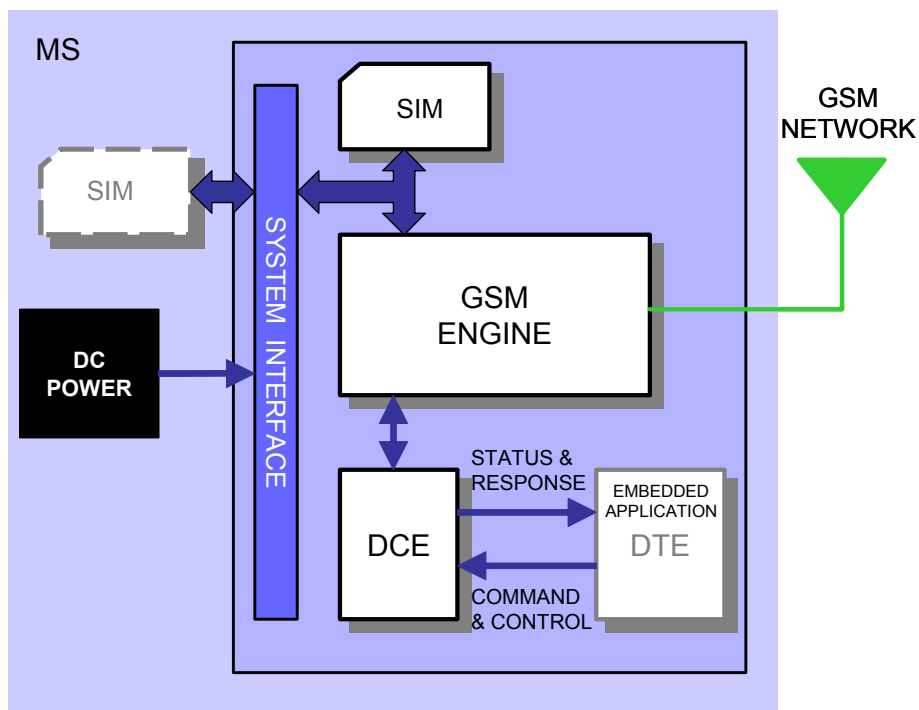 MS
SIM
GSM
NETWORK
SIM
SYSTEM INTERFACE
GSM
ENGINE
DC
POWER
STATUS &
RESPONSE
EMBEDDED
APPLICATION
DCE
DTE
COMMAND
& CONTROL